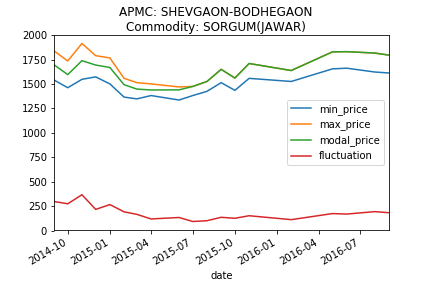 APMC: SHEVGAON-BODHEGAON
Commodity: SORGUM(JAWAR)
2000
1750
1500
1250
1000
750
500
250
0
min_price
max_price
modal_price
fluctuation
2014-10
2015-01
2015-04
2015-07
2015-10
2016-01
2016-04
2016-07
date